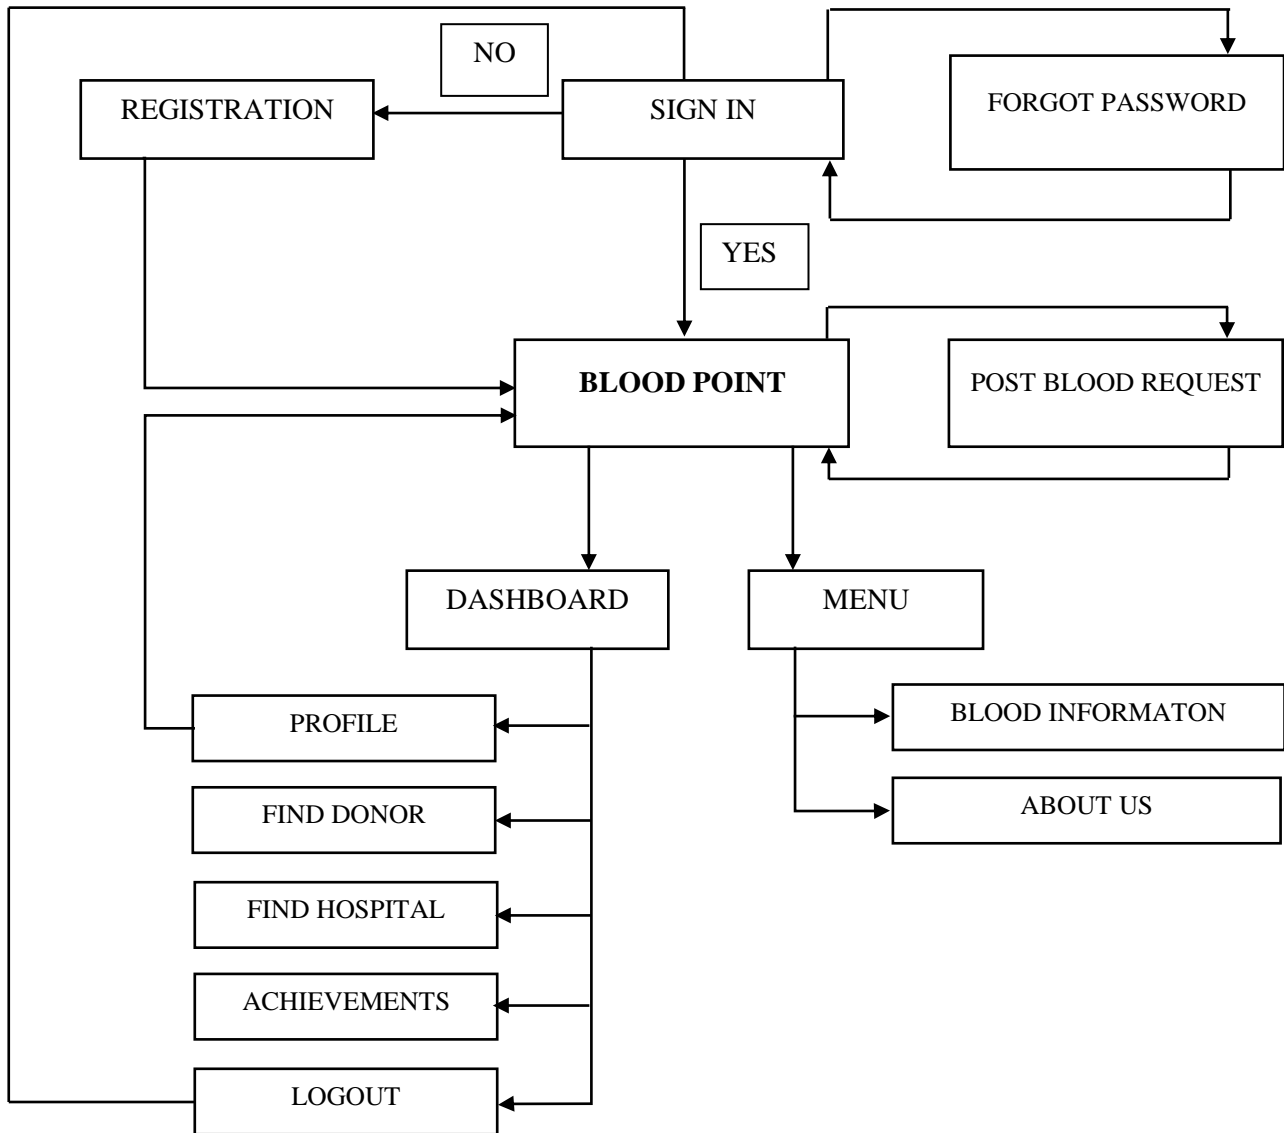 NO
REGISTRATION
SIGN IN
FORGOT PASSWORD
YES
BLOOD POINT
POST BLOOD REQUEST
DASHBOARD
MENU
PROFILE
BLOOD INFORMATON
FIND DONOR
ABOUT US
FIND HOSPITAL
ACHIEVEMENTS
LOGOUT